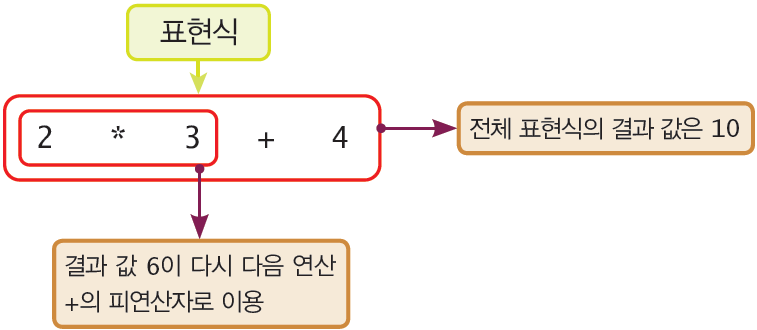 표현식
2 * 3 + 4
전체 표현식의 결과 값은 10
결과 값 6이 다시 다음 연산
+의 피연산자로 이용